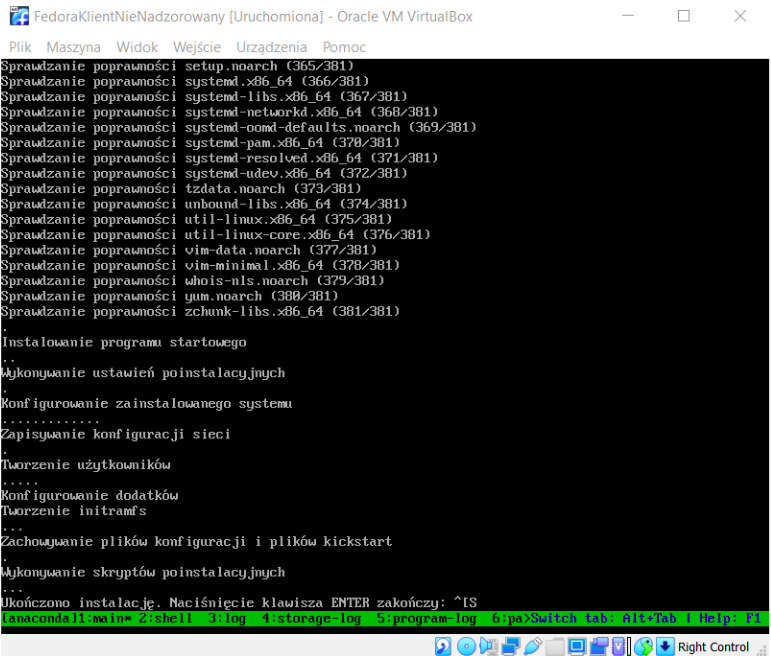 FedoraKlientNieNadzorowany [Uruchomiona] - Oracle VM VirtualBox
Plik Maszyna Widok Wejście Urządzenia Pomoc
Sprawdzanie poprawności setup.noarch (365/381)
Sprawdzanie poprawności systemd.x86_64 (366/381)
Sprawdzanie poprawności systemd-libs.x86_64 (367/381)
Sprawdzanie poprawności systemd-networkd.x86_64 (368/381)
Sprawdzanie poprawności systemd-oomd-defaults.noarch (369/381)
Sprawdzanie poprawności systemd-pam.x86_64 (370/381)
Sprawdzanie poprawności systemd-resolved.x86_64 (371/381)
Sprawdzanie poprawności systemd-udev.x86_64 (372/381)
Sprawdzanie poprawności tzdata.noarch (373/381)
Sprawdzanie poprawności unbound-libs.x86_64 (374/381)
Sprawdzanie poprawności util-linux.x86_64 (375/381)
Sprawdzanie poprawności util-linux-core.x86_64 (376/381)
Sprawdzanie poprawności vim-data.noarch (377/381)
Sprawdzanie poprawności vim-minimal.x86_64 (378/381)
Sprawdzanie poprawności whois-nls.noarch (379/381)
Sprawdzanie poprawności yum.noarch (380/381)
Sprawdzanie poprawności zchunk-libs.x86_64 (381/381)
.
Instalowanie programu startowego
..
Wykonywanie ustawień poinstalacyjnych
.
Konfigurowanie zainstalowanego systemu
.............
Zapisywanie konfiguracji sieci
.
Tworzenie użytkowników
.....
Konfigurowanie dodatków
Tworzenie initramfs
...
Zachowywanie plików konfiguracji i plików kickstart
.
Wykonywanie skryptów poinstalacyjnych
...
Ukończono instalację. Naciśnięcie klawisza ENTER zakończy: ^[S
[anaconda]1:main* 2:shell 3:log 4:storage-log 5:program-log 6:pa>Switch tab: Alt+Tab | Help: F1
Right Control